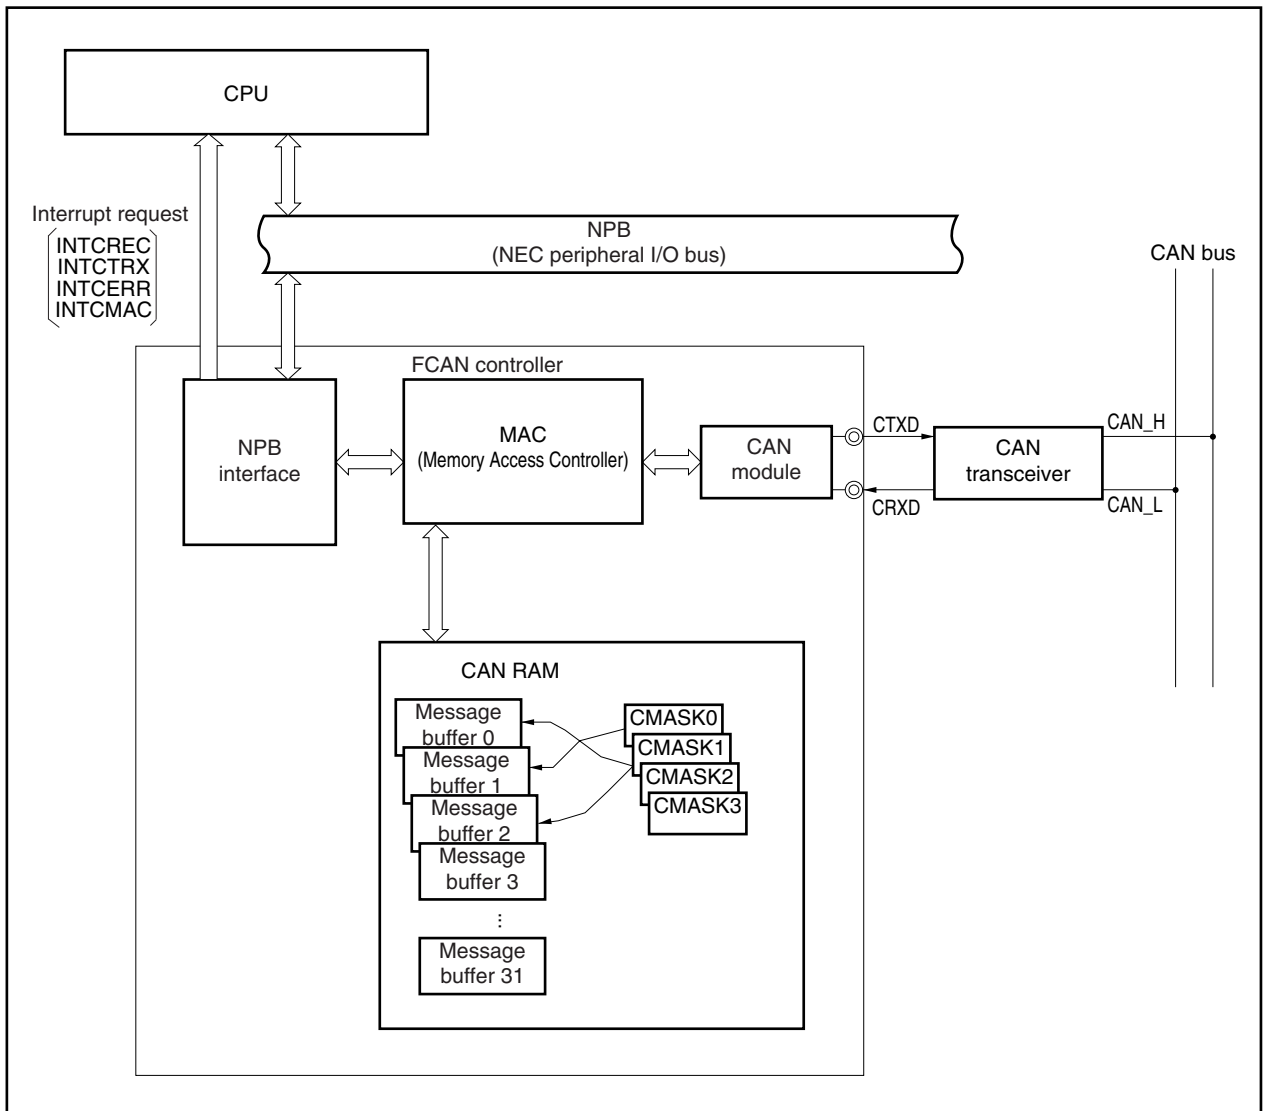 CPU
Interrupt request
INTCREC
INTCTRX
INTCERR
INTCMAC
NPB
(NEC peripheral I/O bus)
CAN bus
FCAN controller
NPB
interface
MAC
(Memory Access Controller)
CAN
module
CTXD
CRXD
CAN
transceiver
CAN_H
CAN_L
CAN RAM
Message
buffer 0
Message
buffer 1
Message
buffer 2
Message
buffer 3
...
Message
buffer 31
CMASK0
CMASK1
CMASK2
CMASK3